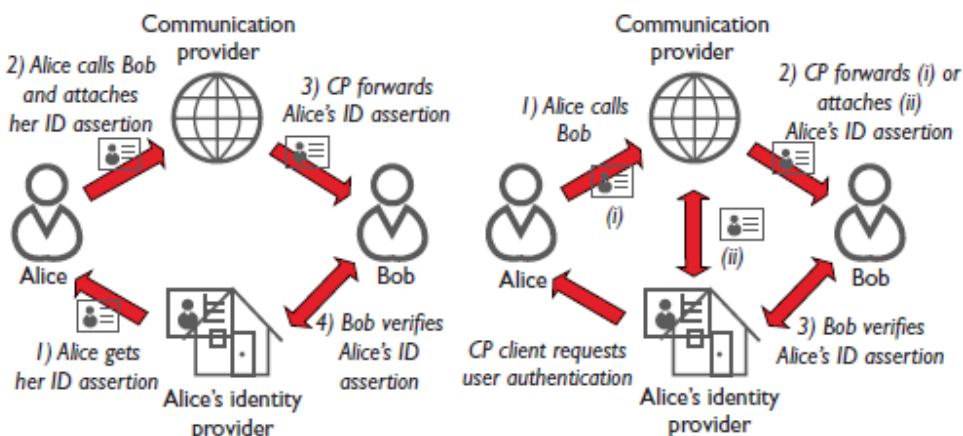 Communication
provider
2) Alice calls Bob
and attaches
her ID assertion
3) CP forwards
Alice's ID assertion
Alice
Bob
1) Alice gets
her ID assertion
4) Bob verifies
Alice's ID
assertion
Alice's identity
provider
Communication
provider
1) Alice calls
Bob
2) CP forwards (i) or
attaches (ii)
Alice's ID assertion
(i)
(ii)
Alice
Bob
CP client requests
user authentication
3) Bob verifies
Alice's ID assertion
Alice's identity
provider